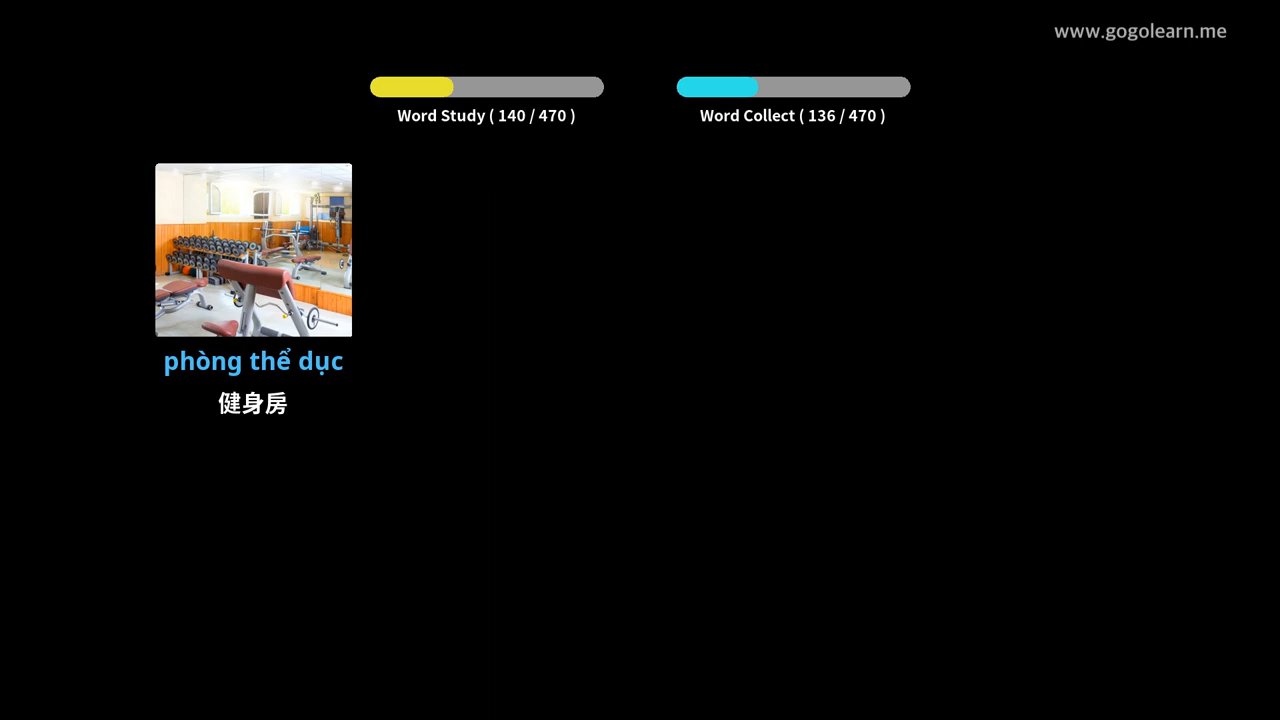 www.gogolearn.me
Word Study ( 140 / 470 )
Word Collect ( 136 / 470 )
phòng thể dục
健身房